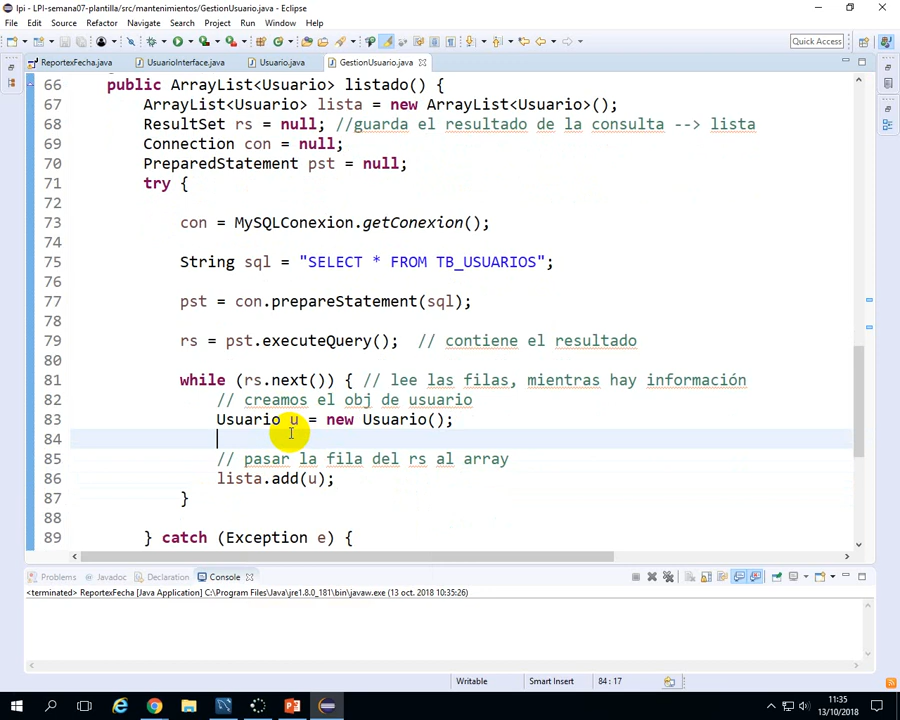 lpi - LPI-semana07-plantilla/src/mantenimientos/GestionUsuario.java - Eclipse
File Edit Source Refactor Navigate Search Project Run Window Help
Quick Access
ReportexFecha.java UsuarioInterface.java Usuario.java GestionUsuario.java
66 public ArrayList<Usuario> listado() {
67 ArrayList<Usuario> lista = new ArrayList<Usuario>();
68 ResultSet rs = null; //guarda el resultado de la consulta --> lista
69 Connection con = null;
70 PreparedStatement pst = null;
71 try {
72
73 con = MySQLConexion.getConexion();
74
75 String sql = "SELECT * FROM TB_USUARIOS";
76
77 pst = con.prepareStatement(sql);
78
79 rs = pst.executeQuery(); // contiene el resultado
80
81 while (rs.next()) { // lee las filas, mientras hay información
82 // creamos el obj de usuario
83 Usuario u = new Usuario();
84
85 // pasar la fila del rs al array
86 lista.add(u);
87 }
88
89 } catch (Exception e) {
Problems Javadoc Declaration Console
<terminated> ReportexFecha [Java Application] C:\Program Files\Java\jre1.8.0_181\bin\javaw.exe (13 oct. 2018 10:35:26)
Writable Smart Insert 84 : 17
11:35
13/10/2018